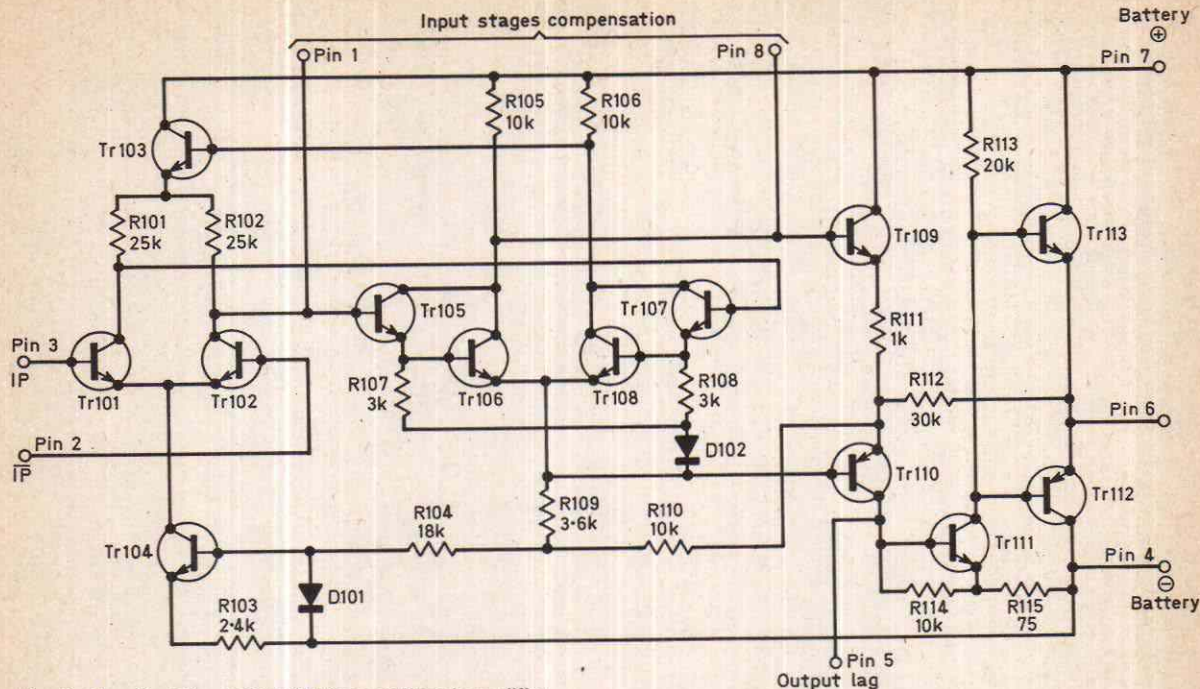 Input stages compensation
Battery
⊕
Pin 1
Pin 8
Pin 7
R105
10k
R106
10k
Tr103
R113
20k
R101
25k
R102
25k
Tr109
Tr113
Tr105
Tr107
R111
1k
Pin 3
IP
Tr101
Tr102
R107
3k
Tr106
Tr108
R108
3k
R112
30k
Pin 6
Pin 2
IP
D102
Tr110
Tr112
R104
18k
R109
3·6k
R110
10k
Tr104
Tr111
Pin 4
⊖
Battery
D101
R103
2·4k
R114
10k
R115
75
Pin 5
Output lag